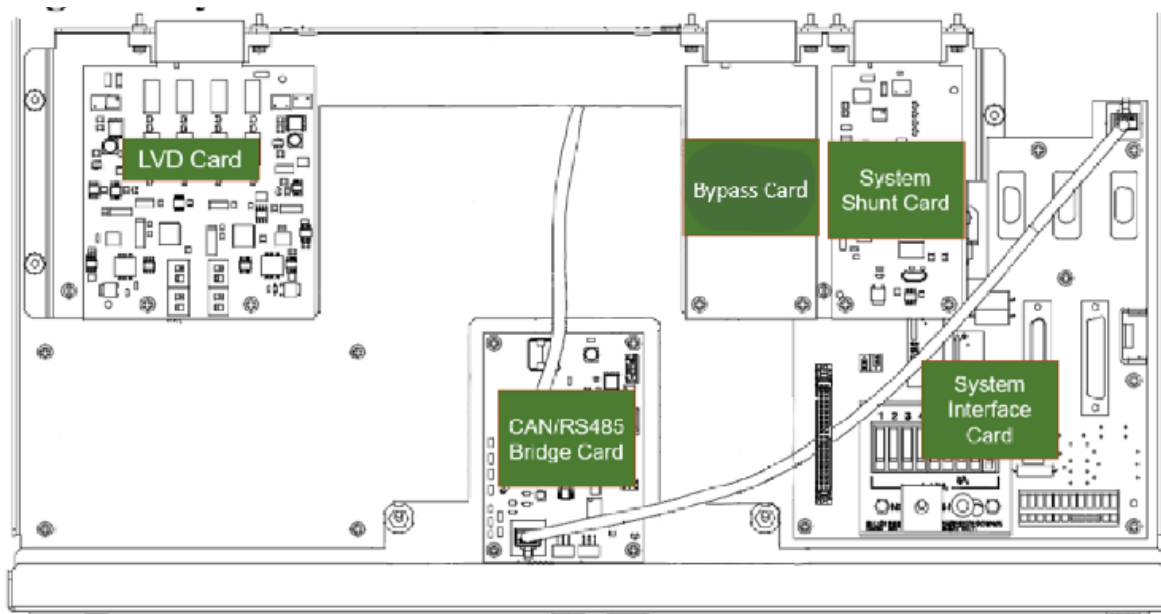 LVD Card
Bypass Card
System
Shunt Card
CAN/RS485
Bridge Card
System
Interface
Card
1 2 3 4